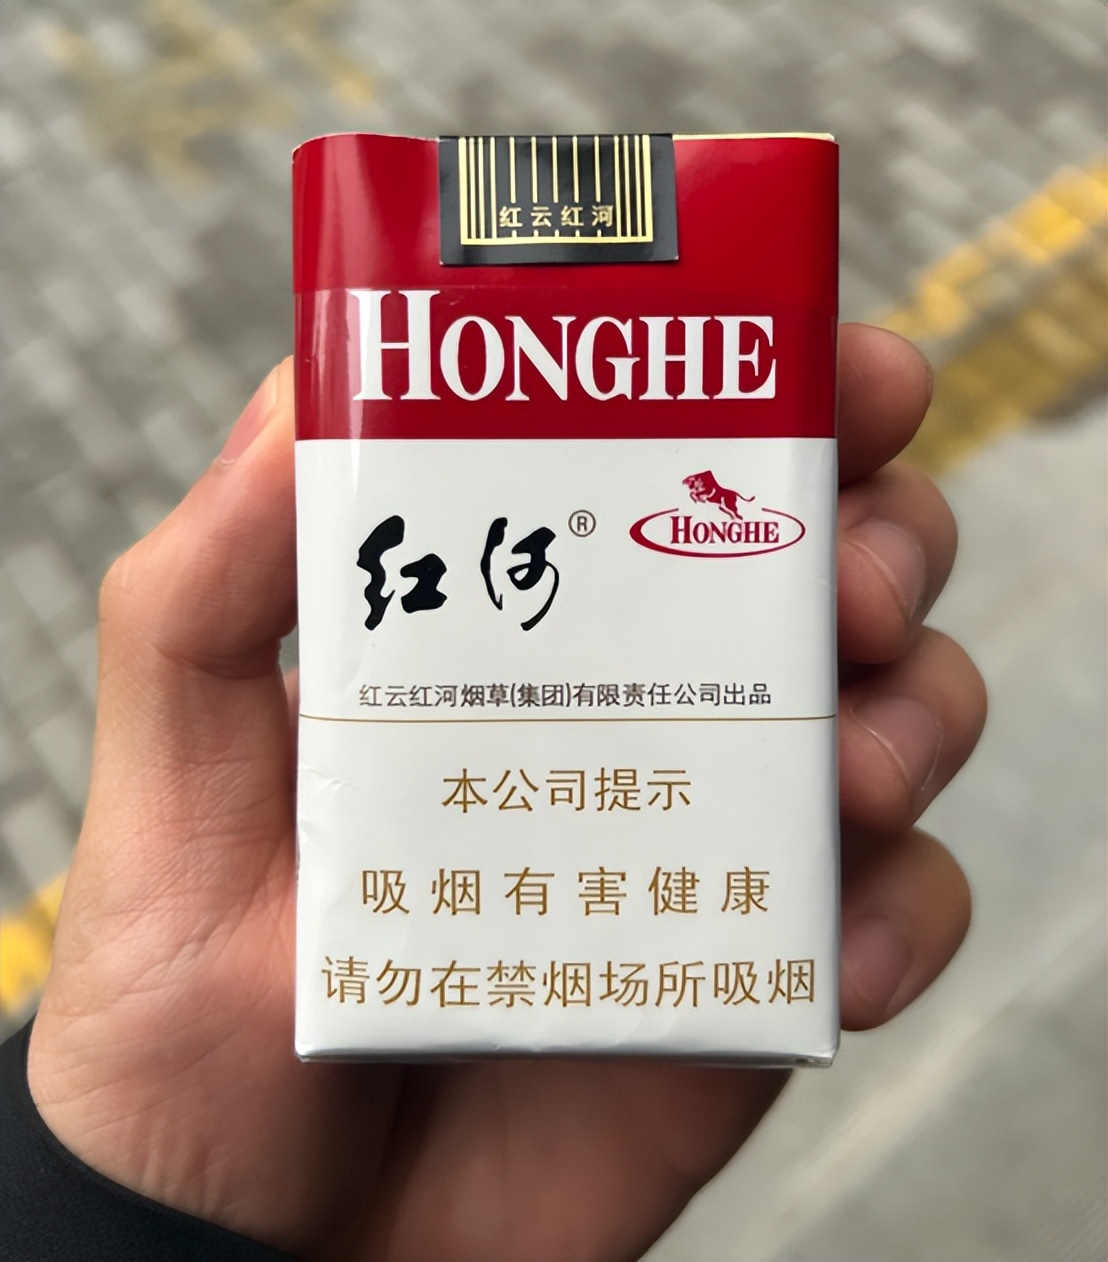 红云红河
HONGHE
红河®
HONGHE
红云红河烟草(集团)有限责任公司出品
本公司提示
吸烟有害健康
请勿在禁烟场所吸烟